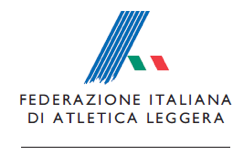 FEDERAZIONE ITALIANA
DI ATLETICA LEGGERA